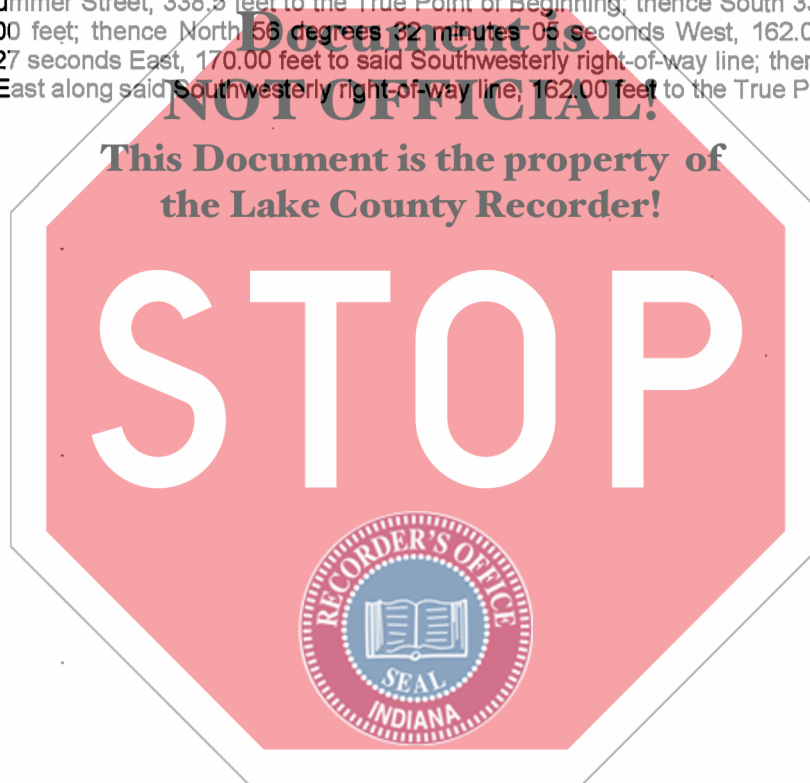 ummer Street, 338.5 feet to the True Point of Beginning; thence South 33
00 feet; thence North 56 degrees 32 minutes 05 seconds West, 162.0
27 seconds East, 170.00 feet to said Southwesterly right-of-way line; then
East along said Southwesterly right-of-way line, 162.00 feet to the True P
Document is
NOT OFFICIAL!
This Document is the property of
the Lake County Recorder!
STOP
RECORDER'S OFFICE
SEAL
INDIANA